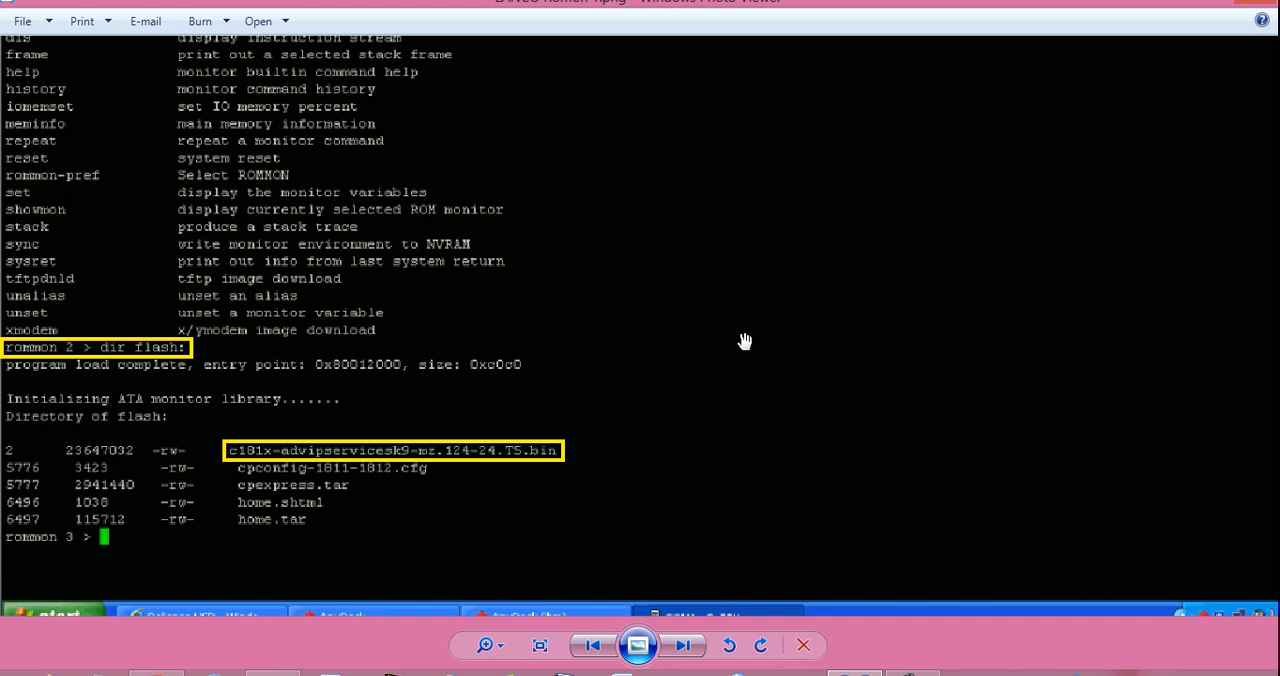 File Print E-mail Burn Open
dis display instruction stream
frame print out a selected stack frame
help monitor builtin command help
history monitor command history
iomemset set IO memory percent
meminfo main memory information
repeat repeat a monitor command
reset system reset
rommon-pref Select ROMMON
set display the monitor variables
showmon display currently selected ROM monitor
stack produce a stack trace
sync write monitor environment to NVRAM
sysret print out info from last system return
tftpdnld tftp image download
unalias unset an alias
unset unset a monitor variable
xmodem x/ymodem image download
rommon 2 > dir flash:
program load complete, entry point: 0x80012000, size: 0xc0c0
Initializing ATA monitor library.......
Directory of flash:
2 23647032 -rw- c181x-advipservicesk9-mz.124-24.T5.bin
5776 3423 -rw- cpconfig-1811-1812.cfg
5777 2941440 -rw- cpexpress.tar
6496 1038 -rw- home.shtml
6497 115712 -rw- home.tar
rommon 3 >
start